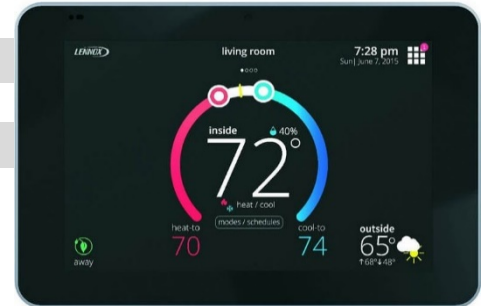 LENNOX
living room
7:28 pm
Sun| June 7, 2015
inside
40%
72°
heat / cool
modes / schedules
heat-to
70
cool-to
74
outside
65°
68° 48°
away